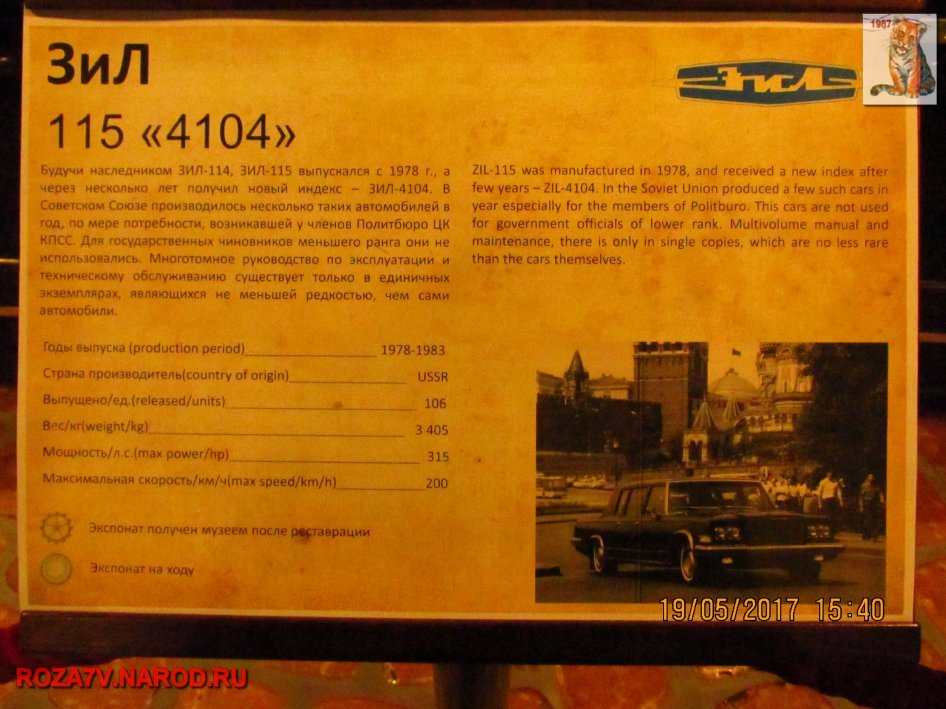 1987
ЗиЛ
ЗиЛ
115 «4104»
Будучи наследником ЗИЛ-114, ЗИЛ-115 выпускался с 1978 г., а
через несколько лет получил новый индекс – ЗИЛ-4104. В
Советском Союзе производилось несколько таких автомобилей в
год, по мере потребности, возникавшей у членов Политбюро ЦК
КПСС. Для государственных чиновников меньшего ранга они не
использовались. Многотомное руководство по эксплуатации и
техническому обслуживанию существует только в единичных
экземплярах, являющихся не меньшей редкостью, чем сами
автомобили.
ZIL-115 was manufactured in 1978, and received a new index after
few years – ZIL-4104. In the Soviet Union produced a few such cars in
year especially for the members of Politburo. This cars are not used
for government officials of lower rank. Multivolume manual and
maintenance, there is only in single copies, which are no less rare
than the cars themselves.
Годы выпуска (production period)____________________ 1978-1983
Страна производитель(country of origin)__________________ USSR
Выпущено/ед.(released/units)_____________________________ 106
Вес/кг(weight/kg)_______________________________________ 3 405
Мощность/л.с.(max power/hp)_____________________________ 315
Максимальная скорость/км/ч(max speed/km/h)______________200
Экспонат получен музеем после реставрации
Экспонат на ходу
19/05/2017 15:40
ROZA7V.NAROD.RU